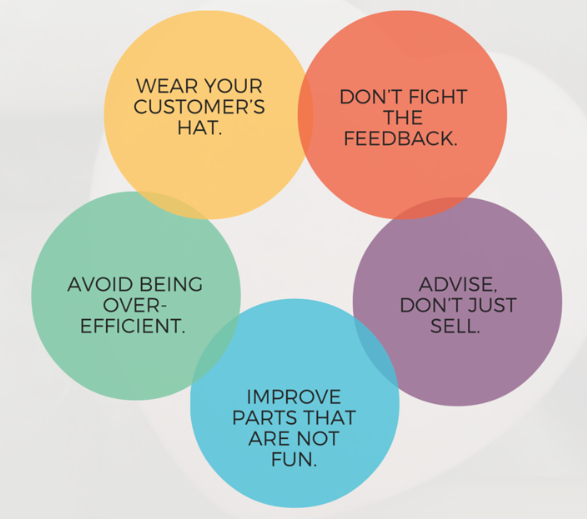 WEAR YOUR
CUSTOMER'S
HAT.
DON'T FIGHT
THE
FEEDBACK.
AVOID BEING
OVER-
EFFICIENT.
ADVISE,
DON'T JUST
SELL.
IMPROVE
PARTS THAT
ARE NOT
FUN.